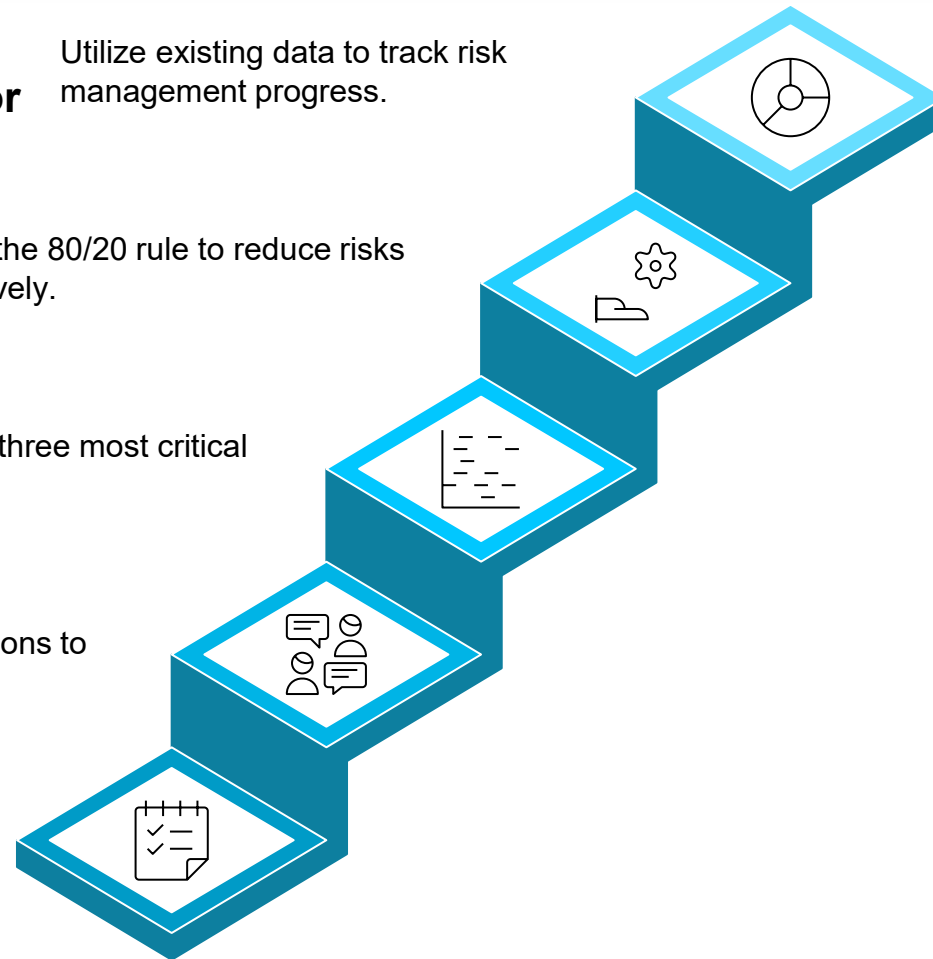 Utilize existing data to track risk
or management progress.
the 80/20 rule to reduce risks
vely.
three most critical
ons to